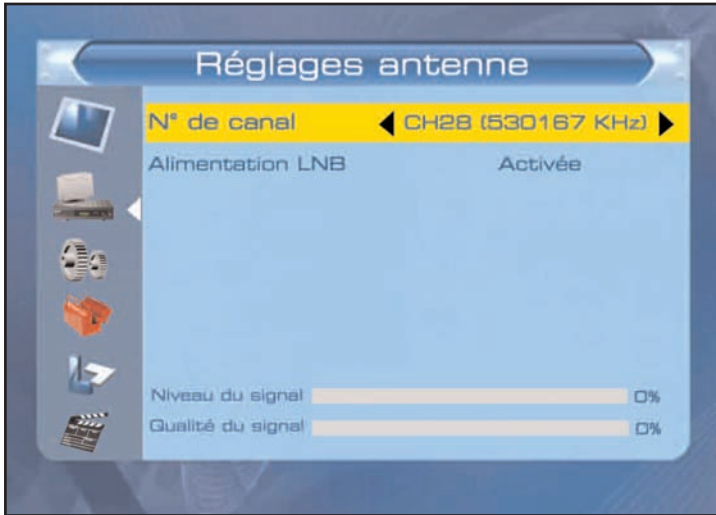 Réglages antenne
N° de canal CH28 (530167 KHz)
Alimentation LNB Activée
Niveau du signal 0%
Qualité du signal 0%